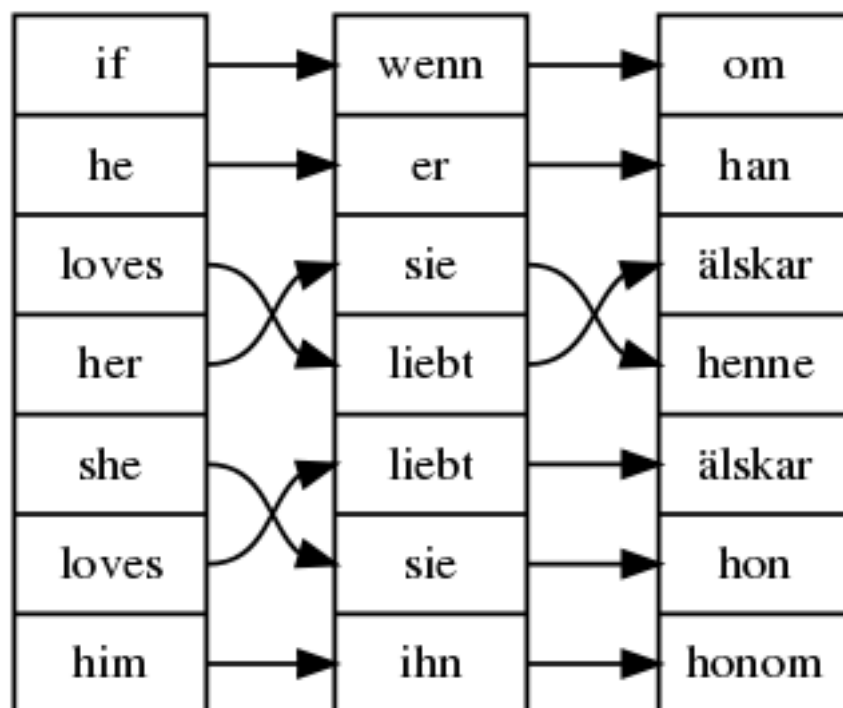 if wenn om
he er han
loves sie älskar
her liebt henne
she liebt älskar
loves sie hon
him ihn honom